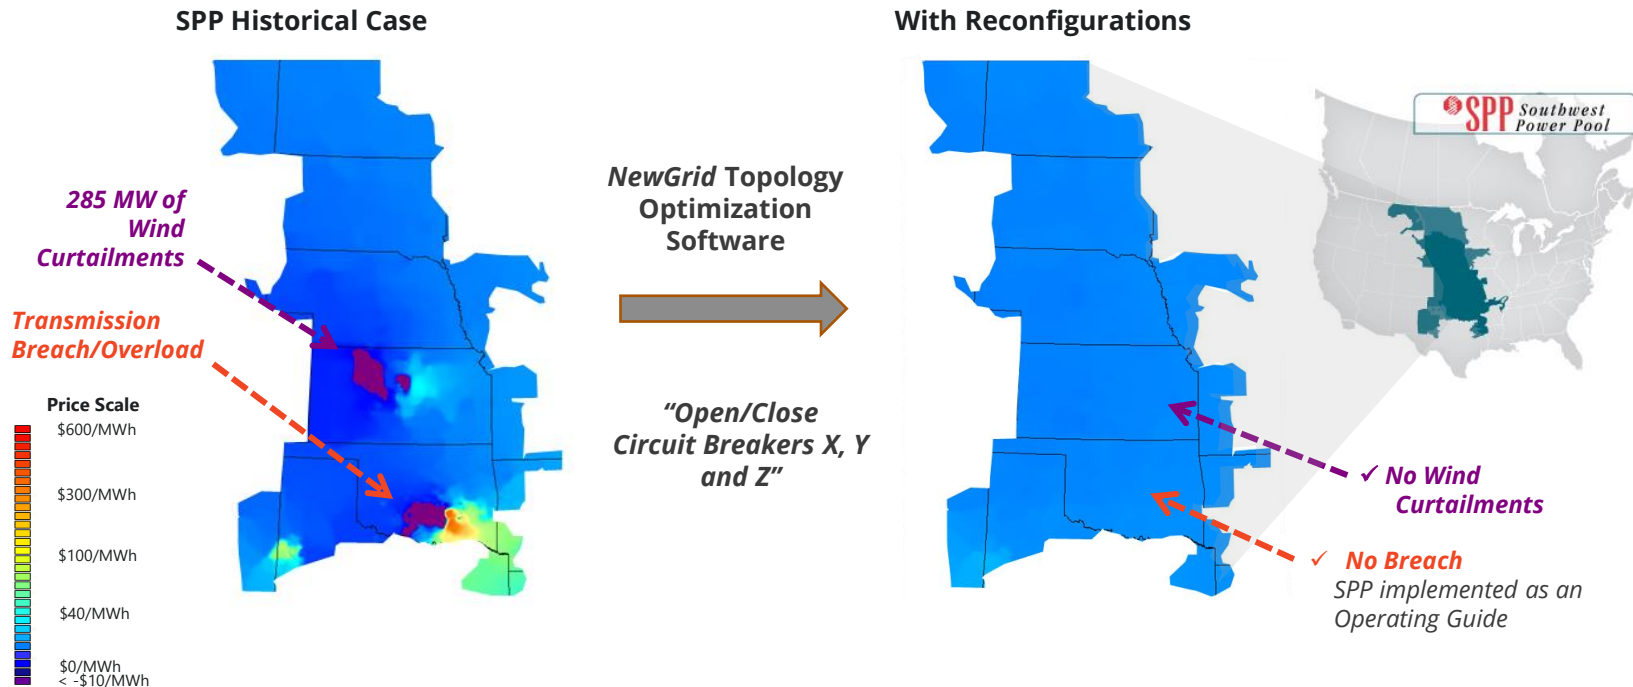 SPP Historical Case
With Reconfigurations
SPP Southwest
Power Pool
285 MW of
Wind
Curtailments
Transmission
Breach/Overload
Price Scale
$600/MWh
$300/MWh
$100/MWh
$40/MWh
$0/MWh
< -$10/MWh
NewGrid Topology
Optimization
Software
“Open/Close
Circuit Breakers X, Y
and Z”
✓ No Wind
Curtailments
✓ No Breach
SPP implemented as an
Operating Guide